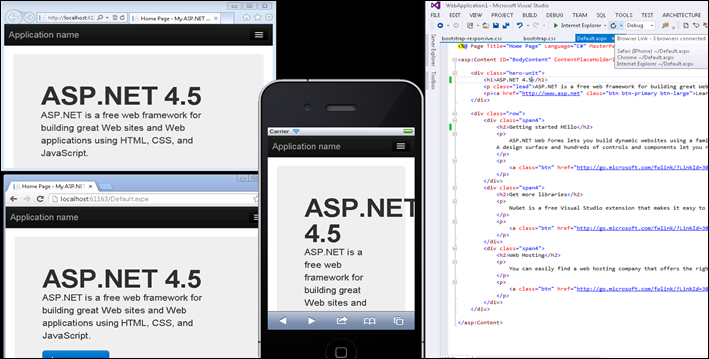 http://localhost:611
Home Page - My ASP.NET ...
Application name
ASP.NET 4.5
ASP.NET is a free web framework for
building great Web sites and Web
applications using HTML, CSS, and
JavaScript.
Home Page - My ASP.NET
localhost:61163/Default.aspx
Application name
ASP.NET 4.5
ASP.NET is a free web framework for
building great Web sites and Web
applications using HTML, CSS, and
JavaScript.
Carrier
Application name
ASP.NET
4.5
ASP.NET is a
free web
framework for
building great
Web sites and
WebApplication1 - Microsoft Visual Studio
FILE EDIT VIEW PROJECT BUILD DEBUG TEAM SQL TOOLS TEST ARCHITECTURE ANALYZE
Internet Explorer Debug
bootstrap-responsive.css bootstrap.css Default.aspx
Browser Link - 3 browsers connected
Safari (iPhone) ~/Default.aspx
Chrome ~/Default.aspx
Internet Explorer ~/Default.aspx
Server Explorer
Toolbox
<%@ Page Title="Home Page" Language="C#" MasterPa
<asp:Content ID="BodyContent" ContentPlaceHolder
<div class="hero-unit">
<h1>ASP.NET 4.5</h1>
<p class="lead">ASP.NET is a free web framework for building great Web
<p><a href="http://www.asp.net" class="btn btn-primary btn-large">Lear
</div>
<div class="row">
<div class="span4">
<h2>Getting started HEllo</h2>
<p>
ASP.NET Web Forms lets you build dynamic websites using a fami
A design surface and hundreds of controls and components let you r
</p>
<p>
<a class="btn" href="http://go.microsoft.com/fwlink/?LinkId=30
</p>
</div>
<div class="span4">
<h2>Get more libraries</h2>
<p>
NuGet is a free Visual Studio extension that makes it easy to
</p>
<p>
<a class="btn" href="http://go.microsoft.com/fwlink/?LinkId=30
</p>
</div>
<div class="span4">
<h2>Web Hosting</h2>
<p>
You can easily find a web hosting company that offers the righ
</p>
<p>
<a class="btn" href="http://go.microsoft.com/fwlink/?LinkId=30
</p>
</div>
</div>
</asp:Content>